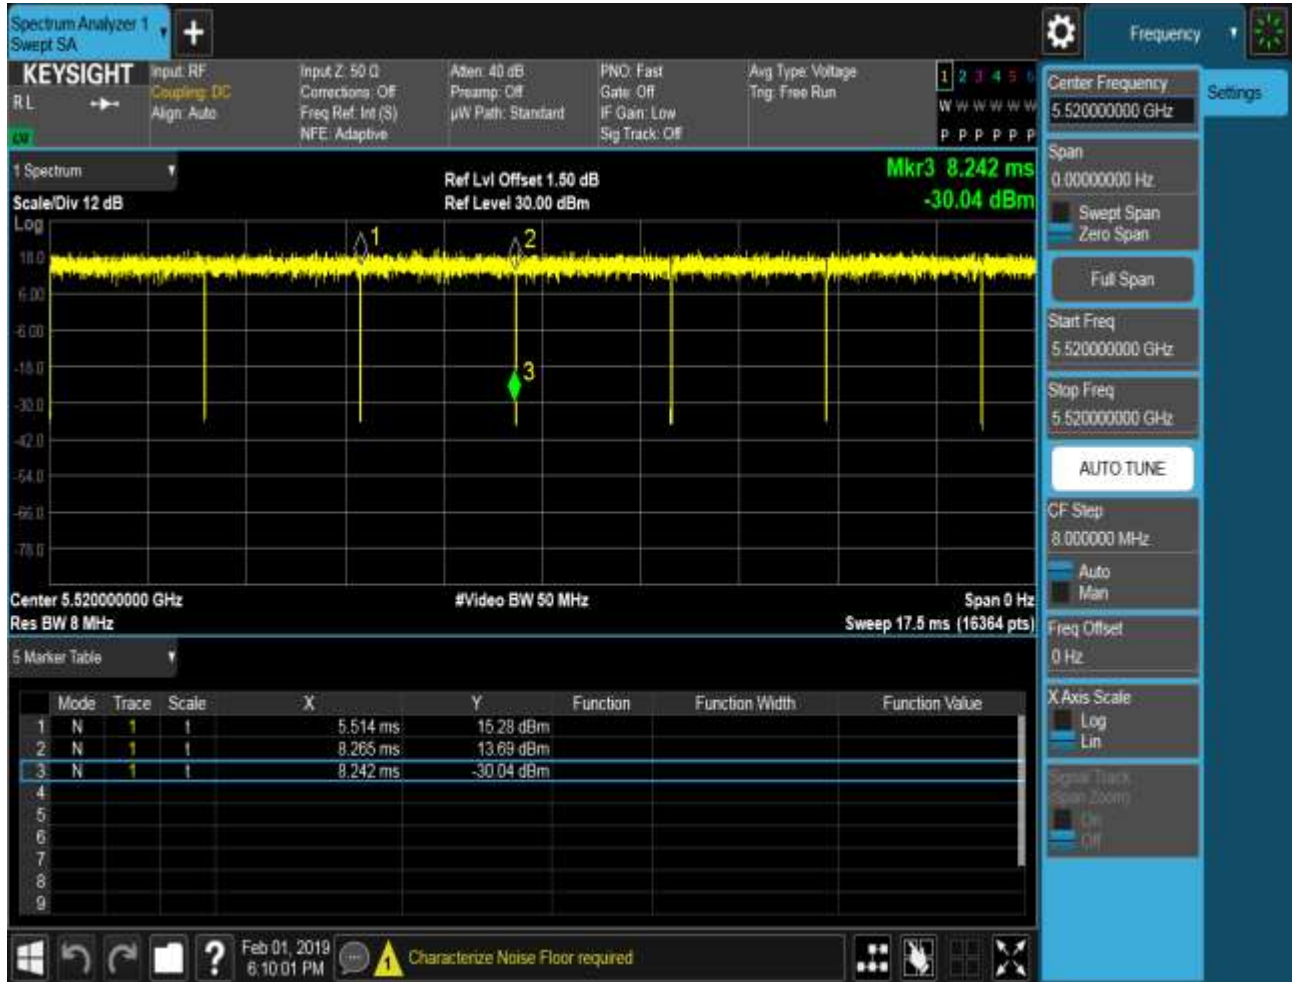 Spectrum Analyzer 1
Swept SA
+
Frequency
KEYSIGHT
R L
Input: RF
Coupling: DC
Align: Auto
Input Z: 50 Ω
Corrections: Off
Freq Ref: Int (S)
NFE: Adaptive
Atten: 40 dB
Preamp: Off
µW Path: Standard
PNO: Fast
Gate: Off
IF Gain: Low
Sig Track: Off
Avg Type: Voltage
Trig: Free Run
1 2 3 4 5 6
W W W W W W
P P P P P P
1 Spectrum
Scale/Div 12 dB
Log
Ref Lvl Offset 1.50 dB
Ref Level 30.00 dBm
Mkr3 8.242 ms
-30.04 dBm
18.0
6.00
-6.00
-18.0
-30.0
-42.0
-54.0
-66.0
-78.0
1
2
3
Center 5.520000000 GHz
Res BW 8 MHz
#Video BW 50 MHz
Span 0 Hz
Sweep 17.5 ms (16364 pts)
5 Marker Table
Mode Trace Scale X Y Function Function Width Function Value
1 N 1 t 5.514 ms 15.28 dBm
2 N 1 t 8.265 ms 13.69 dBm
3 N 1 t 8.242 ms -30.04 dBm
4
5
6
7
8
9
Feb 01, 2019
6:10:01 PM
?
1
Characterize Noise Floor required
Settings
Center Frequency
5.520000000 GHz
Span
0.00000000 Hz
Swept Span
Zero Span
Full Span
Start Freq
5.520000000 GHz
Stop Freq
5.520000000 GHz
AUTO TUNE
CF Step
8.000000 MHz
Auto
Man
Freq Offset
0 Hz
X Axis Scale
Log
Lin
Signal Track
(Span Zoom)
On
Off